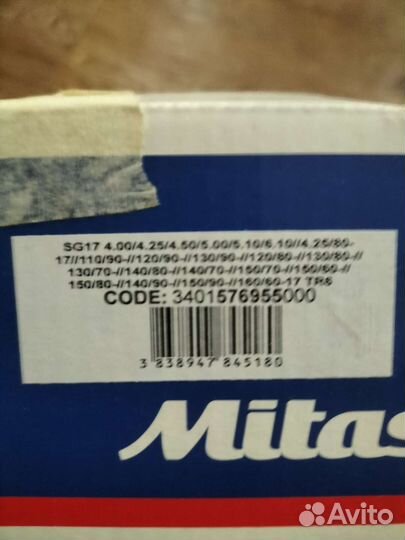 SG17 4.00/4.25/4.50/5.00/5.10/6.10//4.25/80-
17//110/90-//120/90-//130/90-//120/80-//130/80-//
130/70-//140/80-//140/70-//150/70-//150/60-//
150/80-//140/90-//150/90-//160/60-17 TR6
CODE: 3401576955000
3 838947 845180
Mitas
Avito